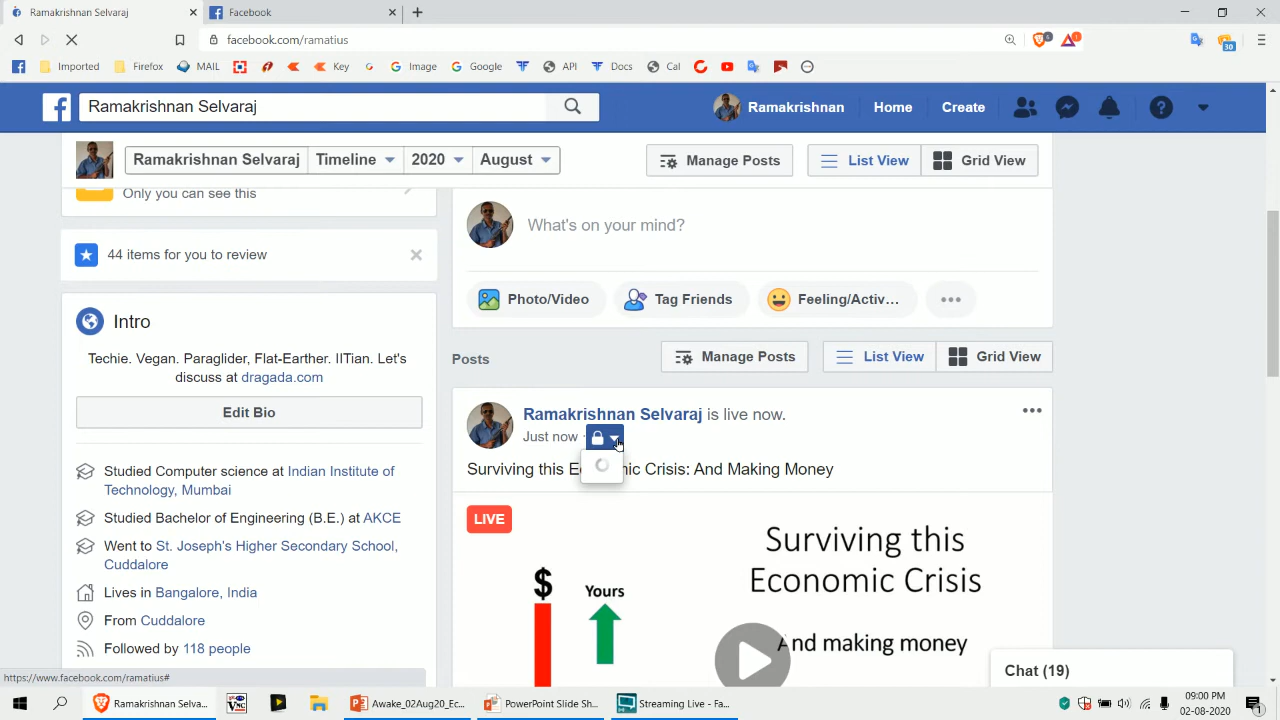 Ramakrishnan Selvaraj
Facebook
facebook.com/ramatius
6
1
30
Imported
Firefox
MAIL
Key
Image
Google
API
Docs
Cal
Ramakrishnan Selvaraj
Ramakrishnan
Home
Create
Ramakrishnan Selvaraj
Timeline
2020
August
Manage Posts
List View
Grid View
Only you can see this
What's on your mind?
44 items for you to review
Photo/Video
Tag Friends
Feeling/Activ...
Intro
Techie. Vegan. Paraglider, Flat-Earther. IITian. Let's
discuss at dragada.com
Edit Bio
Posts
Manage Posts
List View
Grid View
Ramakrishnan Selvaraj is live now.
Just now ·
Surviving this Economic Crisis: And Making Money
Studied Computer science at Indian Institute of
Technology, Mumbai
Studied Bachelor of Engineering (B.E.) at AKCE
Went to St. Joseph's Higher Secondary School,
Cuddalore
Lives in Bangalore, India
From Cuddalore
Followed by 118 people
LIVE
Surviving this
Economic Crisis
$
Yours
And making money
Chat (19)
https://www.facebook.com/ramatius#
Ramakrishnan Selva...
Awake_02Aug20_Ec...
PowerPoint Slide Sh...
Streaming Live - Fa...
09:00 PM
02-08-2020
1